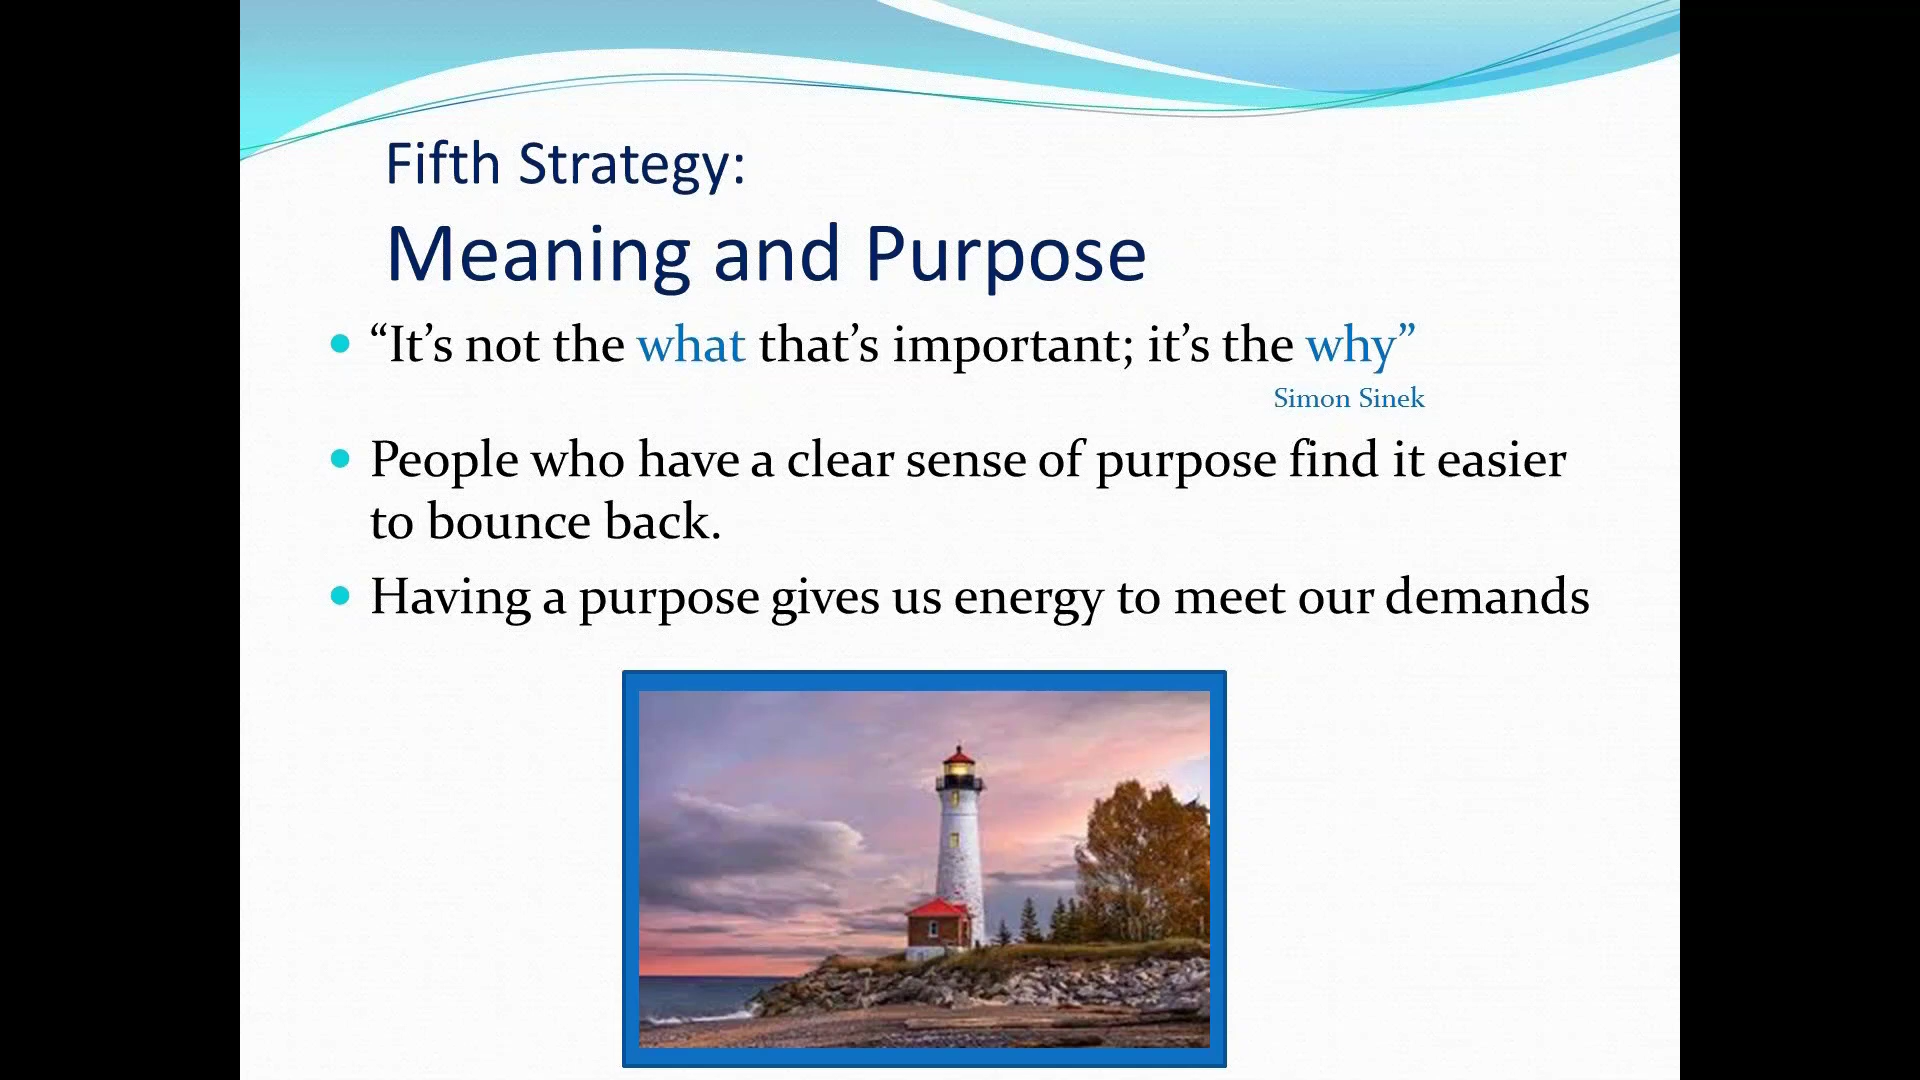 Fifth Strategy:
Meaning and Purpose
“It’s not the what that’s important; it’s the why”
Simon Sinek
People who have a clear sense of purpose find it easier
to bounce back.
Having a purpose gives us energy to meet our demands